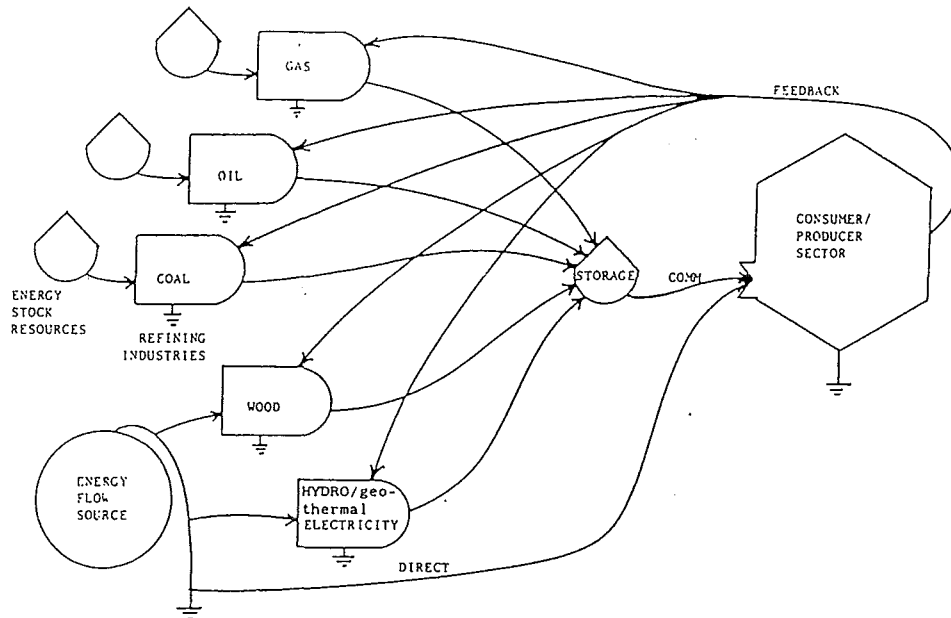 GAS
FEEDBACK
OIL
CONSUMER/
PRODUCER
SECTOR
COAL
STORAGE
COMM
ENERGY
STOCK
RESOURCES
REFINING
INDUSTRIES
WOOD
ENERGY
FLOW
SOURCE
HYDRO/geo-
thermal
ELECTRICITY
DIRECT